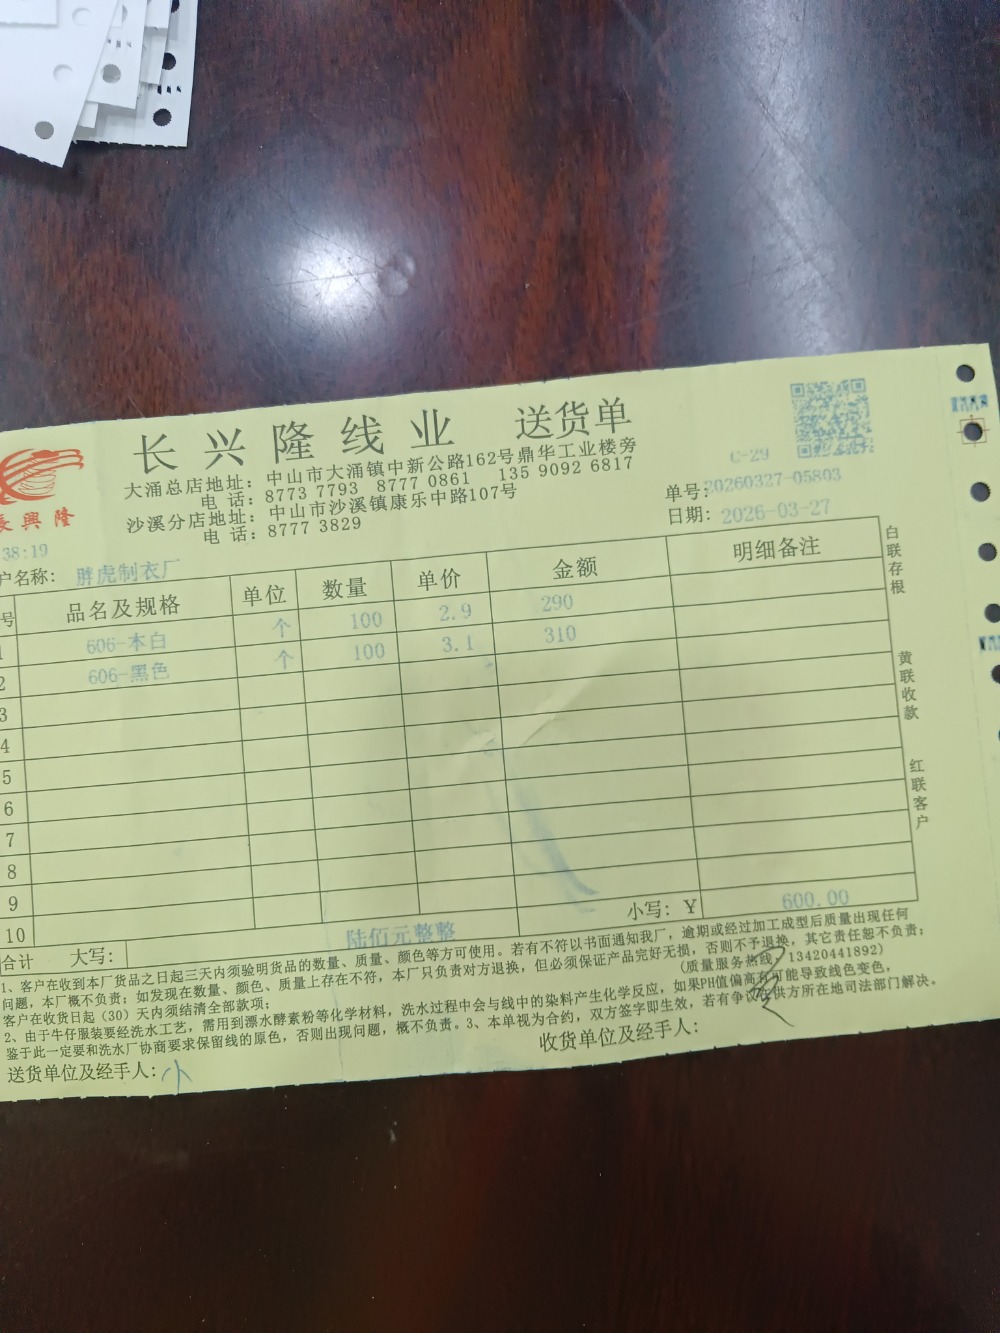 长兴隆线业 送货单
大涌总店地址：中山市大涌镇中新公路162号鼎华工业楼旁
电 话：8773 7793 8777 0861 135 9092 6817
沙溪分店地址：中山市沙溪镇康乐中路107号
电 话：8777 3829
C-29
单号：20260327-05803
日期：2026-03-27
長興隆
38:19
户名称：胖虎制衣厂
号 品名及规格 单位 数量 单价 金额 明细备注
1 606-本白 个 100 2.9 290
2 606-黑色 个 100 3.1 310
3
4
5
6
7
8
9
10
合计 大写：陆佰元整整 小写：¥ 600.00
白联存根
黄联收款
红联客户
1、客户在收到本厂货品之日起三天内须验明货品的数量、质量、颜色等方可使用。若有不符以书面通知我厂，逾期或经过加工成型后质量出现任何
问题，本厂概不负责；如发现在数量、颜色、质量上存在不符，本厂只负责对方退换，但必须保证产品完好无损，否则不予退换，其它责任恕不负责；
客户在收货日起（30）天内须结清全部款项；
(质量服务热线：13420441892)
2、由于牛仔服装要经洗水工艺，需用到漂水酵素粉等化学材料，洗水过程中会与线中的染料产生化学反应，如果PH值偏高有可能导致线色变色，
鉴于此一定要和洗水厂协商要求保留线的原色，否则出现问题，概不负责。3、本单视为合约，双方签字即生效，若有争议供方所在地司法部门解决。
送货单位及经手人：
收货单位及经手人：